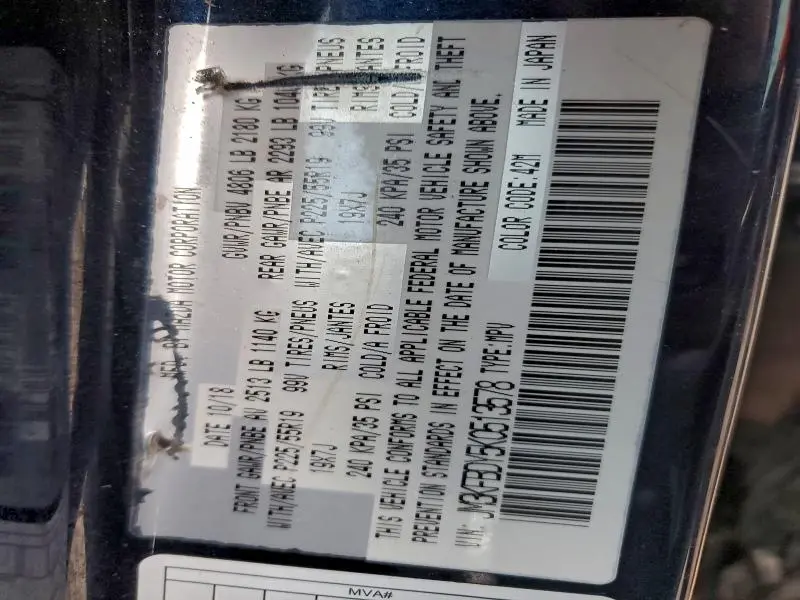 MFD. BY MAZDA MOTOR CORPORATION
DATE 10/18 GVWR/PNBV 4806 LB 2180 KG
FRONT GAWR/PNBE AV 2513 LB 1140 KG REAR GAWR/PNBE AR 2293 LB 1040 KG
WITH/AVEC P225/55R19 99V TIRES/PNEUS WITH/AVEC P225/55R19 99V TIRES/PNEUS
19X7J RIMS/JANTES 19X7J RIMS/JANTES
240 KPA/35 PSI COLD/A FROID 240 KPA/35 PSI COLD/A FROID
THIS VEHICLE CONFORMS TO ALL APPLICABLE FEDERAL MOTOR VEHICLE SAFETY AND THEFT
PREVENTION STANDARDS IN EFFECT ON THE DATE OF MANUFACTURE SHOWN ABOVE.
V.I.N. TYPE:MPV COLOR CODE:42M MADE IN JAPAN
MVA#